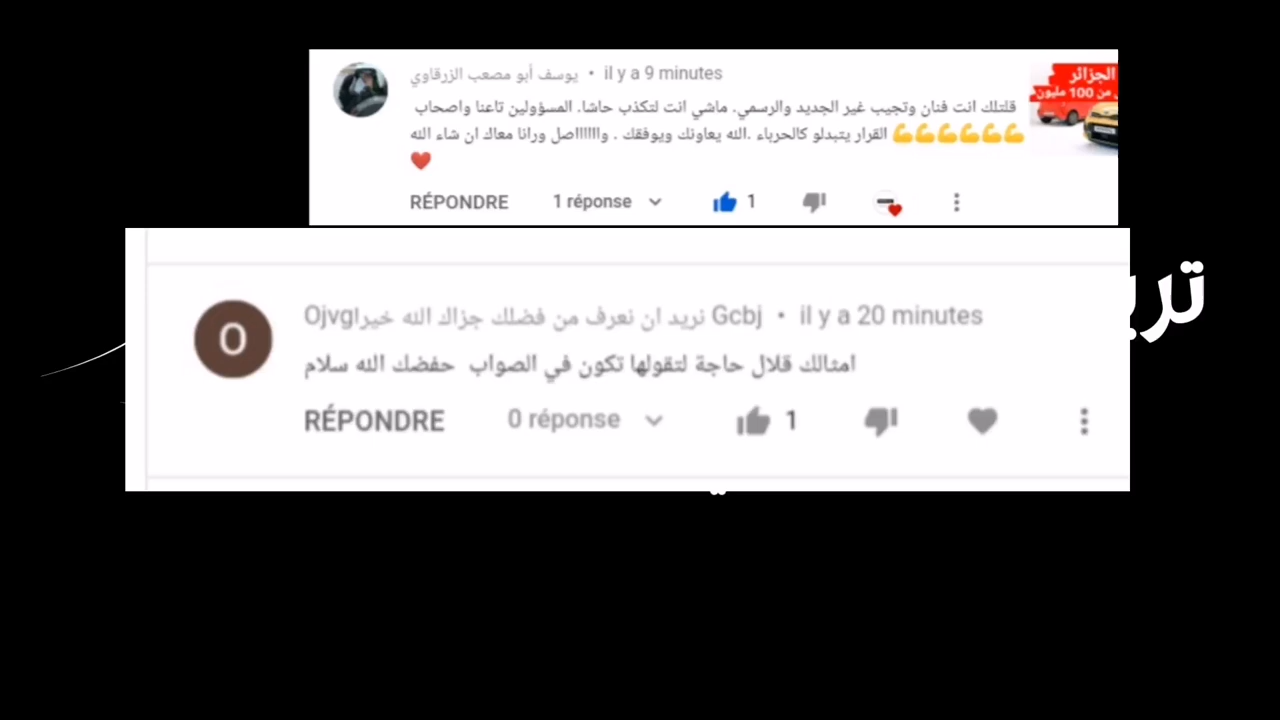 يوسف أبو مصعب الزرقاوي • il y a 9 minutes
قلتلك انت فنان وتجيب غير الجديد والرسمي. ماشي انت لتكذب حاشا. المسؤولين تاعنا واصحاب
القرار يتبدلو كالحرباء .الله يعاونك ويوفقك . وااااااصل ورانا معاك ان شاء الله 💪💪💪💪💪💪
❤️
RÉPONDRE 1 réponse 1
الجزائر
من 100 مليون
Ojvgنريد ان نعرف من فضلك جزاك الله خيرا Gcbj • il y a 20 minutes
امثالك قلال حاجة لتقولها تكون في الصواب حفضك الله سلام
RÉPONDRE 0 réponse 1